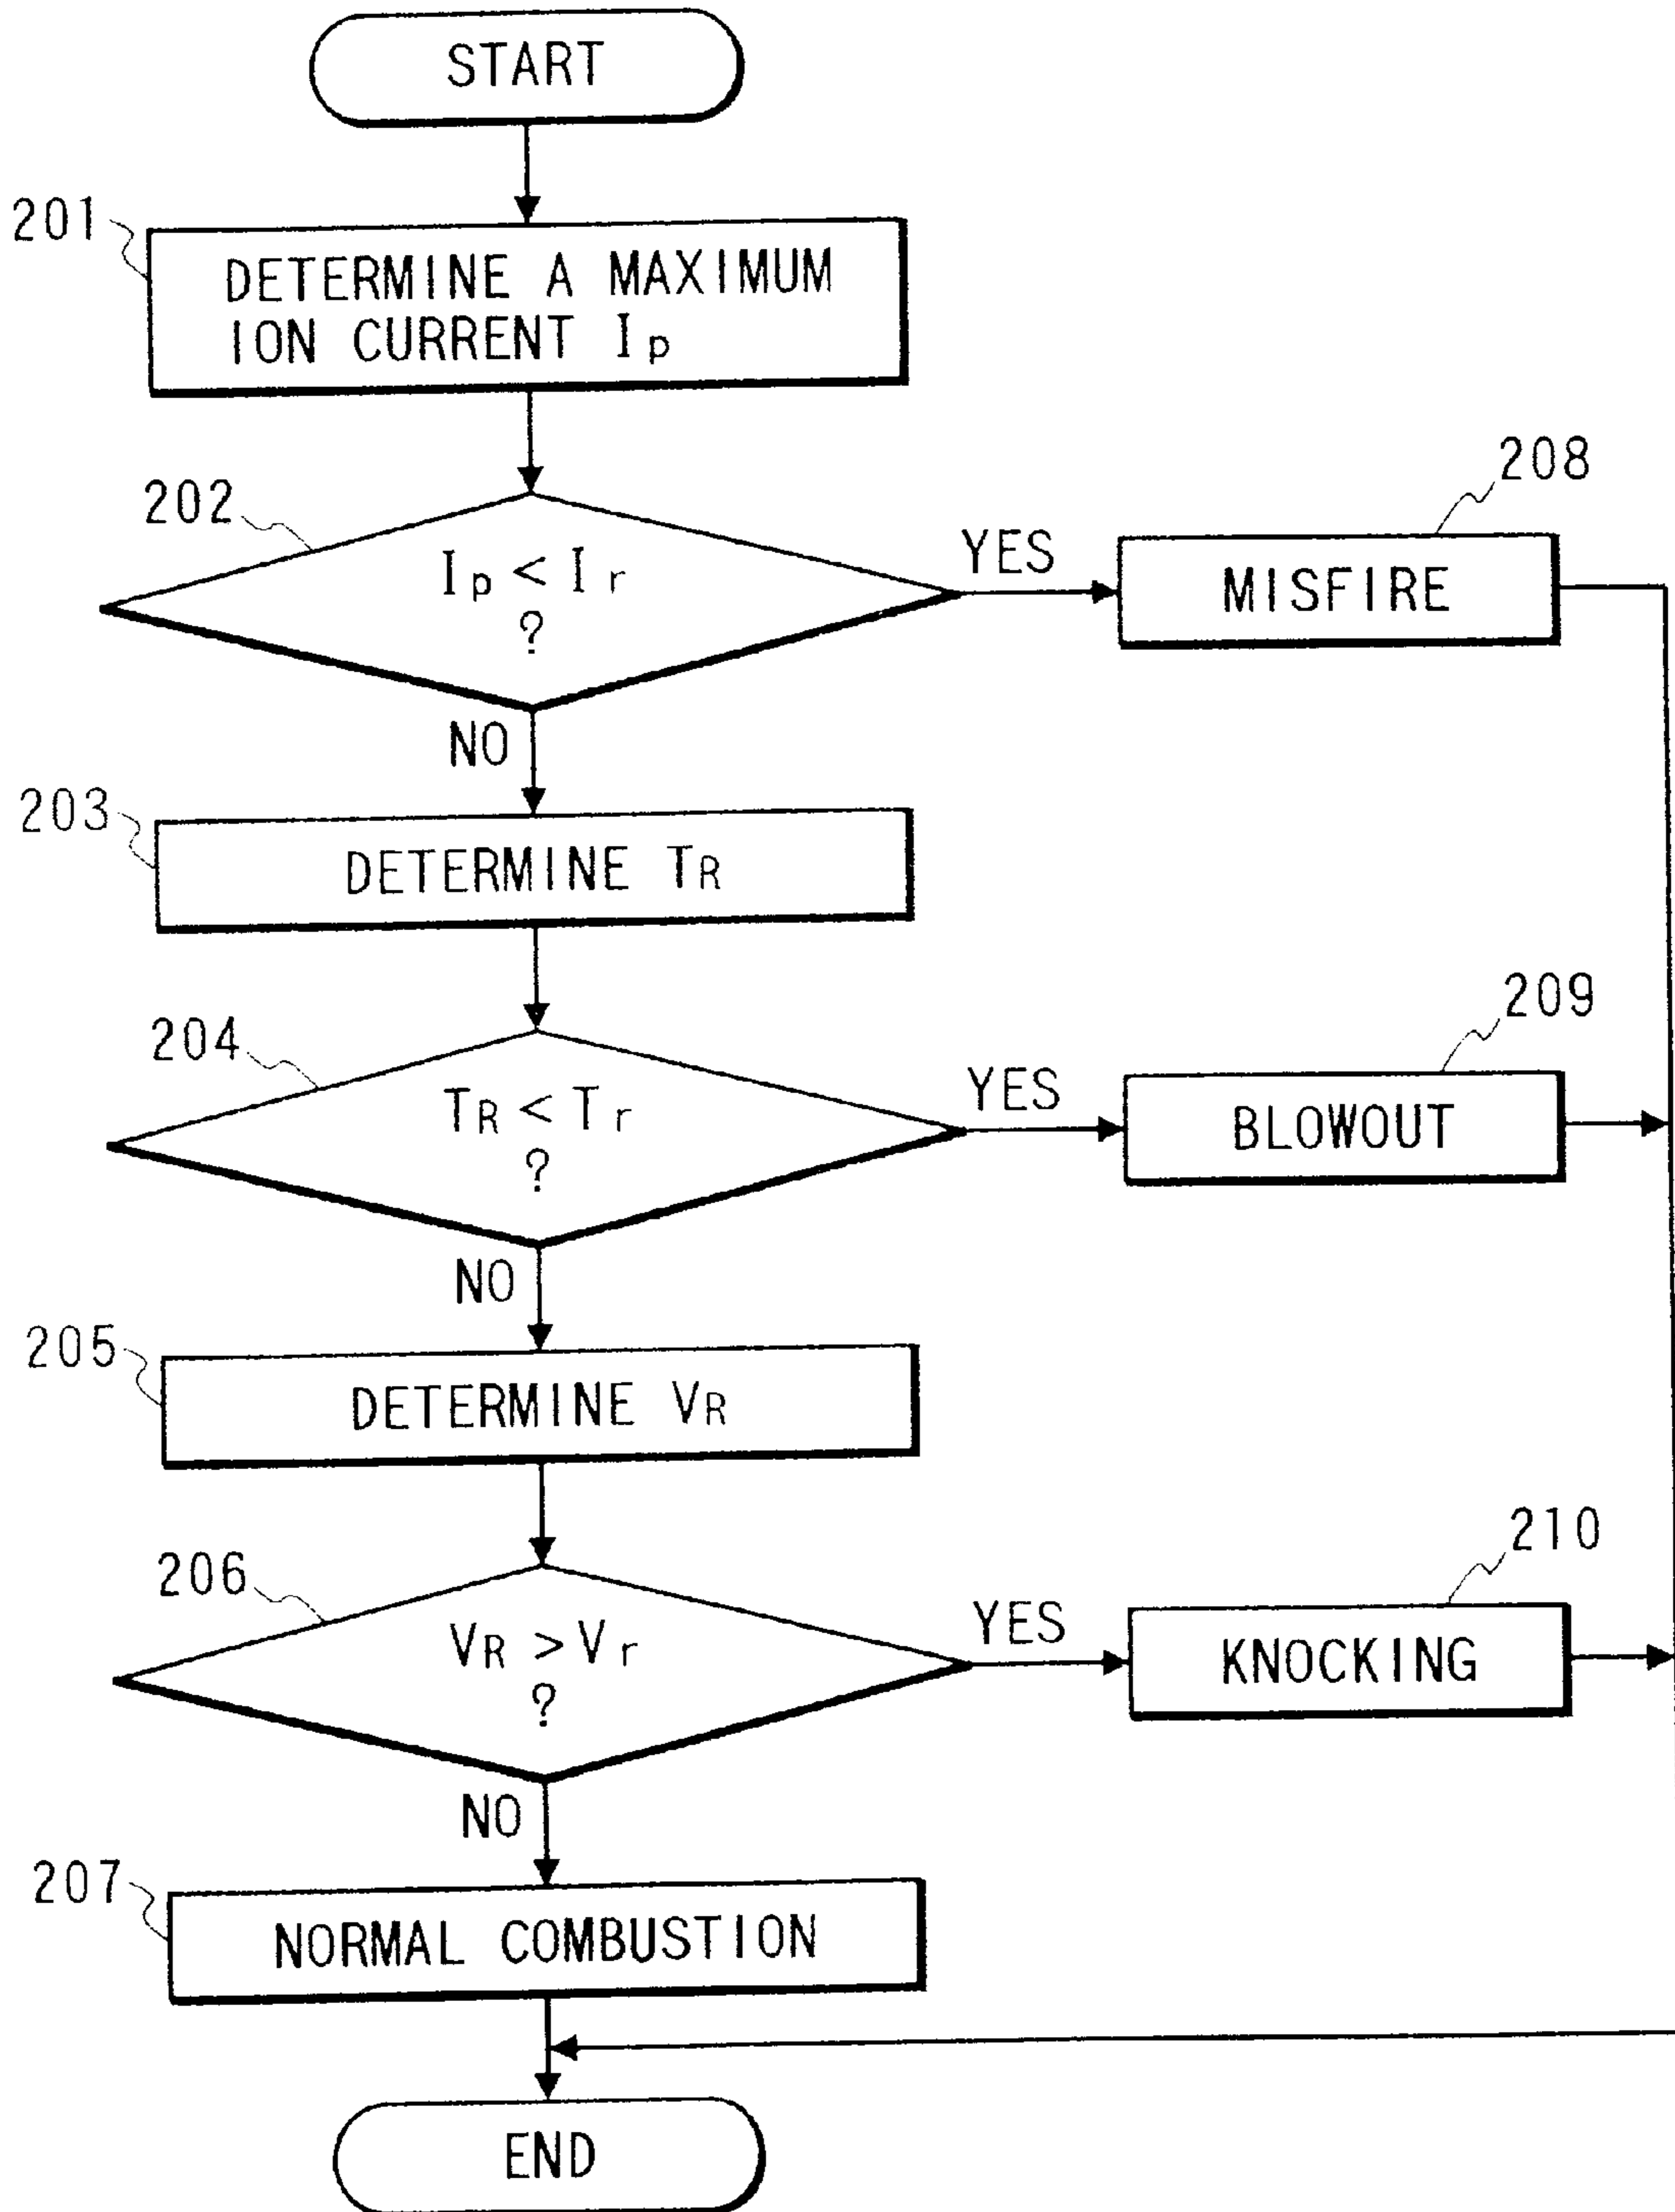 START
201
DETERMINE A MAXIMUM
ION CURRENT Ip
202
Ip < Ir
?
YES
208
MISFIRE
NO
203
DETERMINE TR
204
TR < Tr
?
YES
209
BLOWOUT
NO
205
DETERMINE VR
206
VR > Vr
?
YES
210
KNOCKING
NO
207
NORMAL COMBUSTION
END